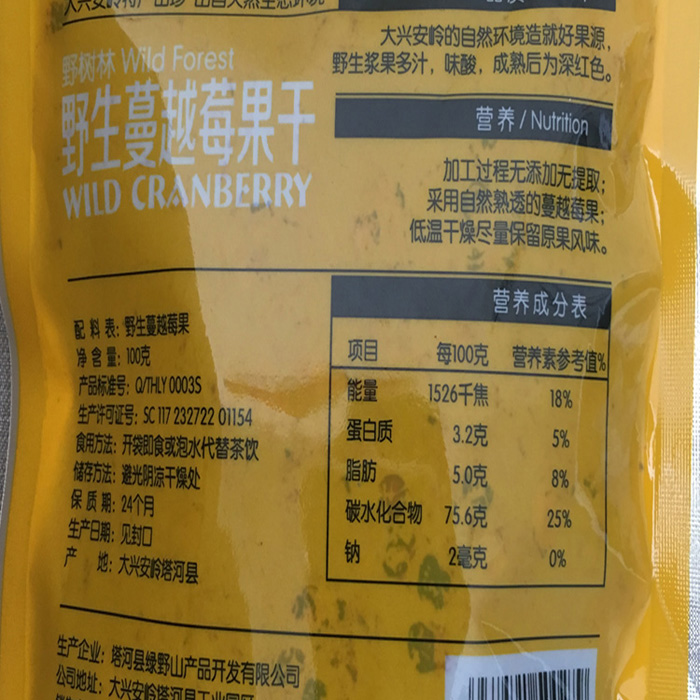 大兴安岭特产山珍
大兴安岭的自然环境造就好果源，
野生浆果多汁，味酸，成熟后为深红色。
野树林 Wild Forest
野生蔓越莓果干
WILD CRANBERRY
营养 / Nutrition
加工过程无添加无提取；
采用自然熟透的蔓越莓果；
低温干燥尽量保留原果风味。
配 料 表：野生蔓越莓果
净 含 量：100克
产品标准号：Q/THLY 0003S
生产许可证号：SC 117 232722 01154
食用方法：开袋即食或泡水代替茶饮
储存方法：避光阴凉干燥处
保 质 期：24个月
生产日期：见封口
产 地：大兴安岭塔河县
营养成分表
项目 每100克 营养素参考值%
能量 1526千焦 18%
蛋白质 3.2克 5%
脂肪 5.0克 8%
碳水化合物 75.6克 25%
钠 2毫克 0%
生产企业：塔河县绿野山产品开发有限公司
公司地址：大兴安岭塔河县工业园区